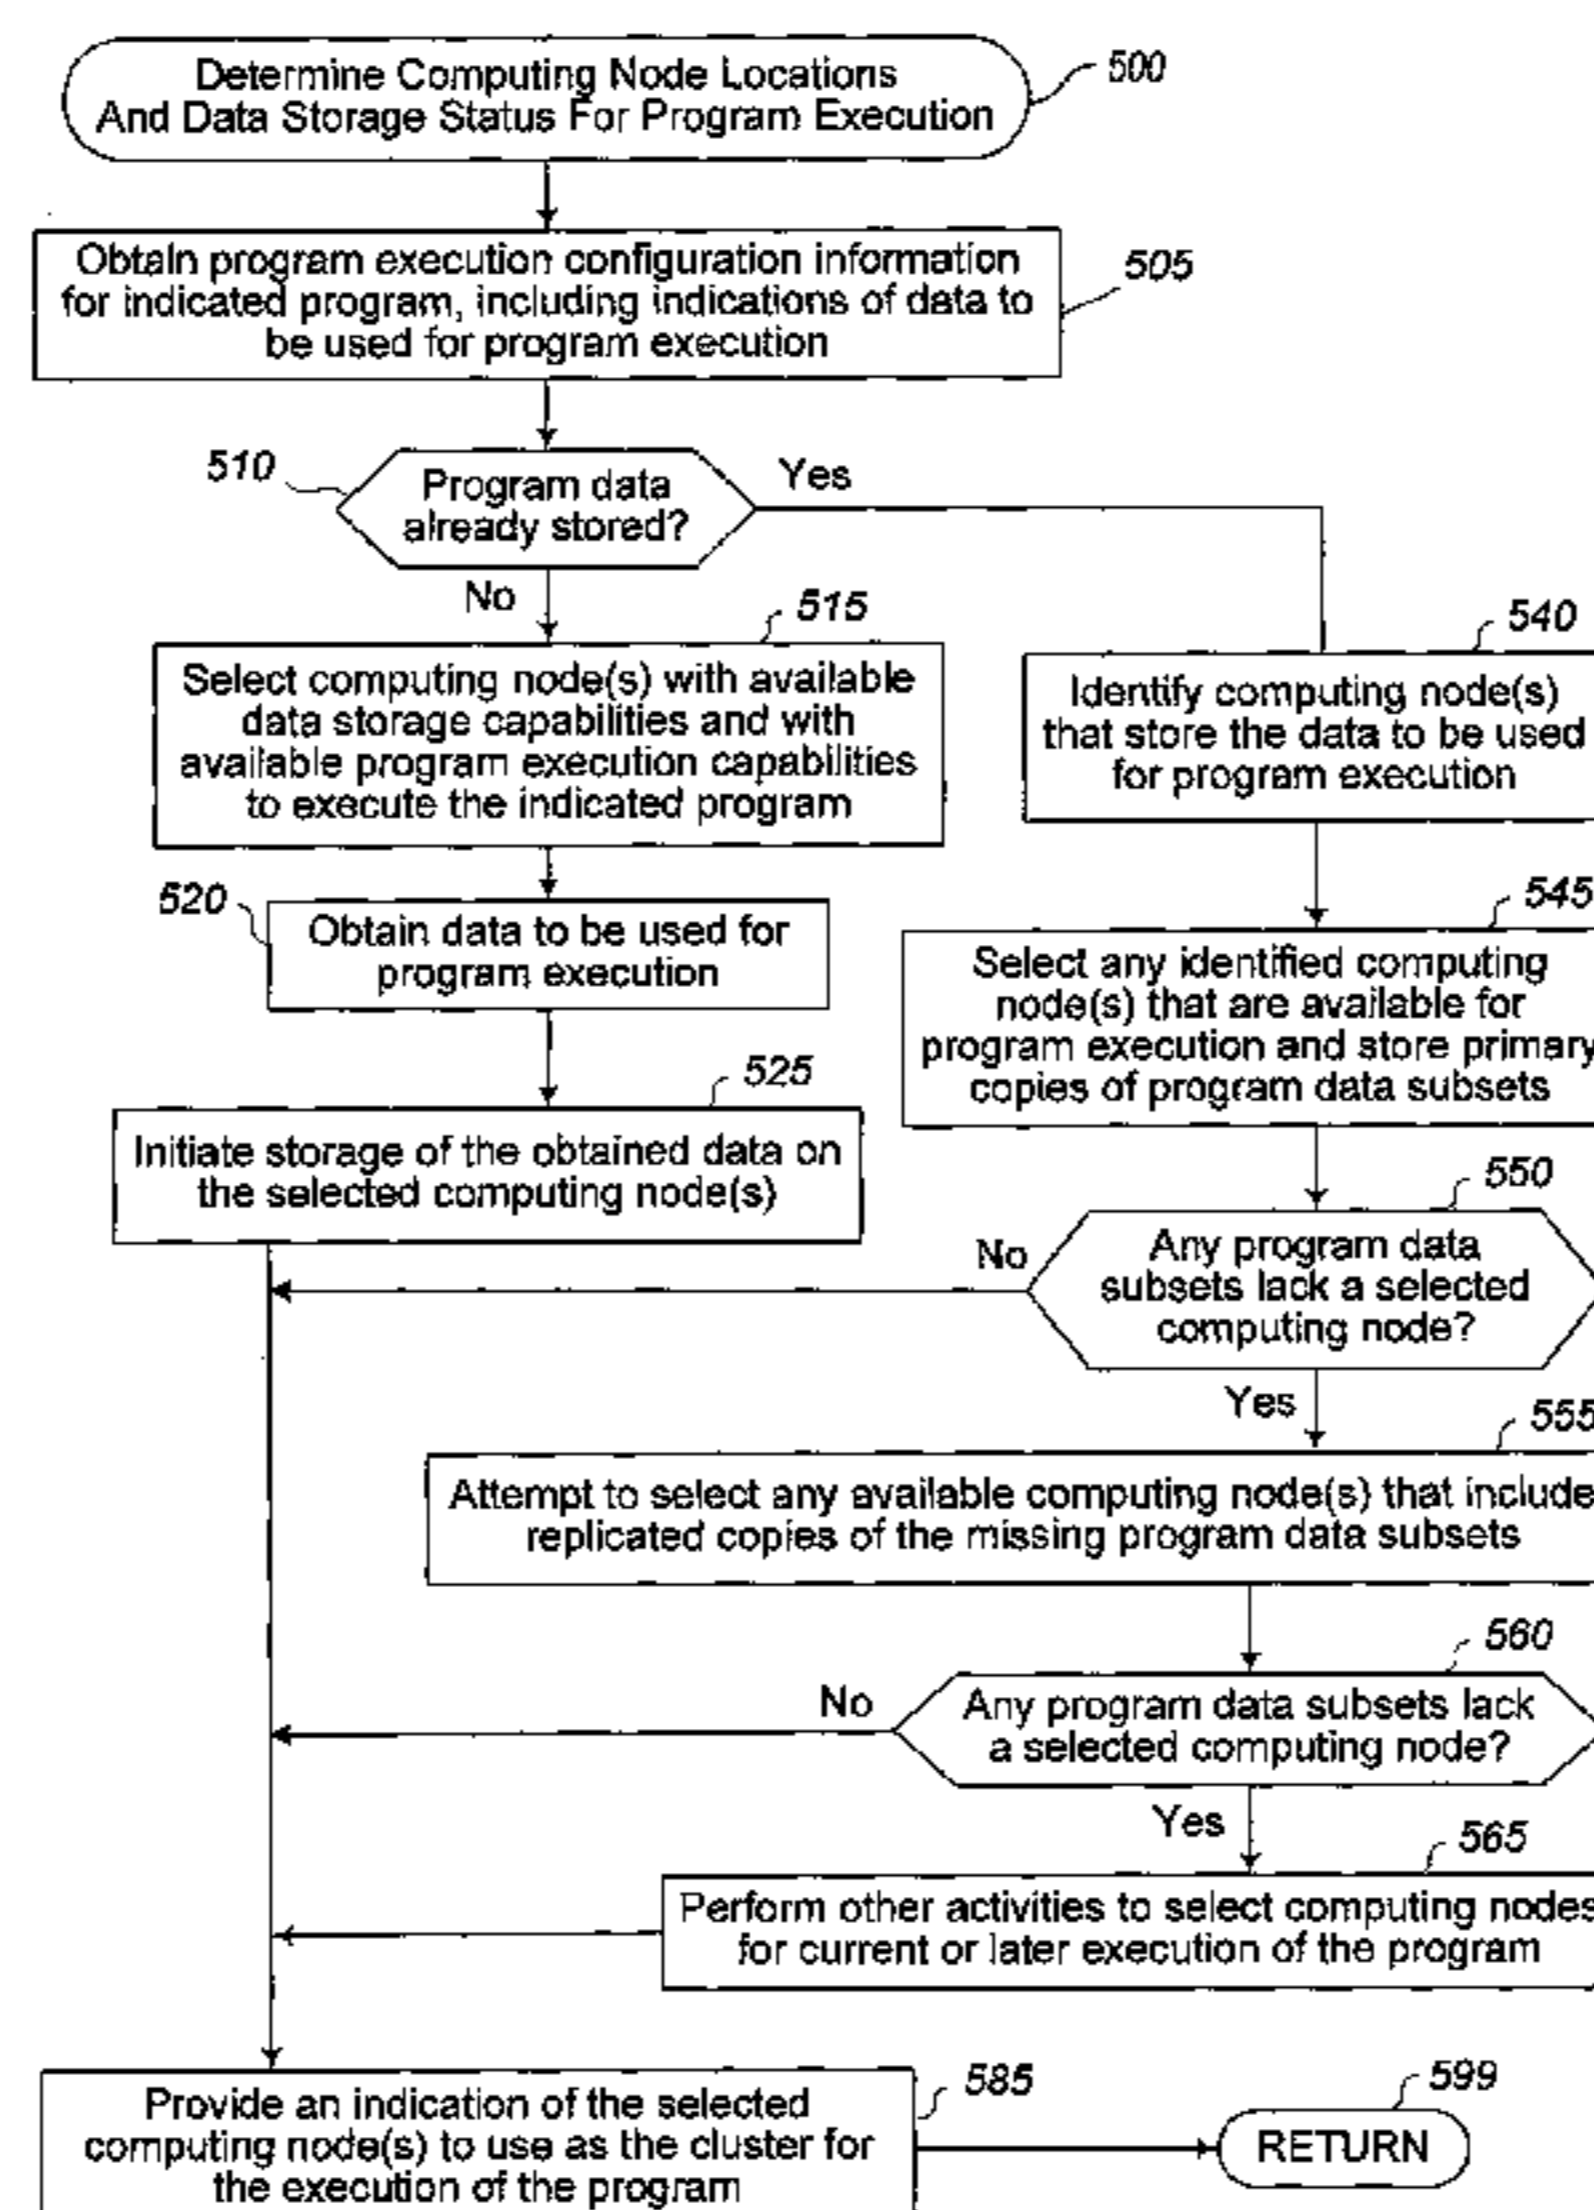 Determine Computing Node Locations
And Data Storage Status For Program Execution
500
Obtain program execution configuration information
for indicated program, including indications of data to
be used for program execution
505
510
Program data
already stored?
Yes
No
515
Select computing node(s) with available
data storage capabilities and with
available program execution capabilities
to execute the indicated program
540
Identify computing node(s)
that store the data to be used
for program execution
520
Obtain data to be used for
program execution
545
Select any identified computing
node(s) that are available for
program execution and store primary
copies of program data subsets
525
Initiate storage of the obtained data on
the selected computing node(s)
550
Any program data
subsets lack a selected
computing node?
No
Yes
555
Attempt to select any available computing node(s) that include
replicated copies of the missing program data subsets
560
Any program data subsets lack
a selected computing node?
No
Yes
565
Perform other activities to select computing nodes
for current or later execution of the program
585
Provide an indication of the selected
computing node(s) to use as the cluster for
the execution of the program
599
RETURN